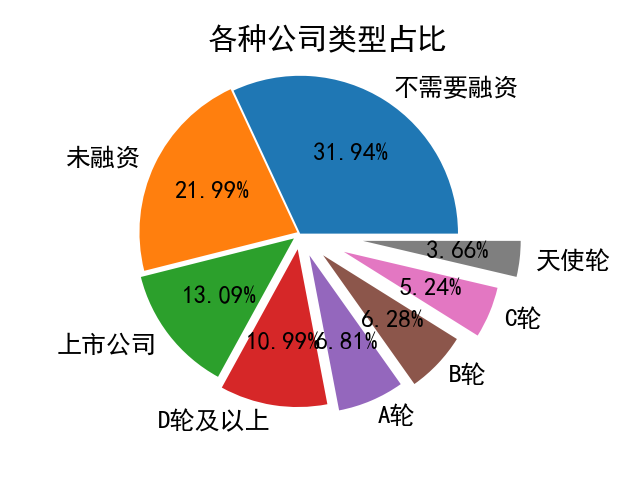 各种公司类型占比
不需要融资
31.94%
未融资
21.99%
上市公司
13.09%
D轮及以上
10.99%
A轮
6.81%
B轮
6.28%
C轮
5.24%
天使轮
3.66%